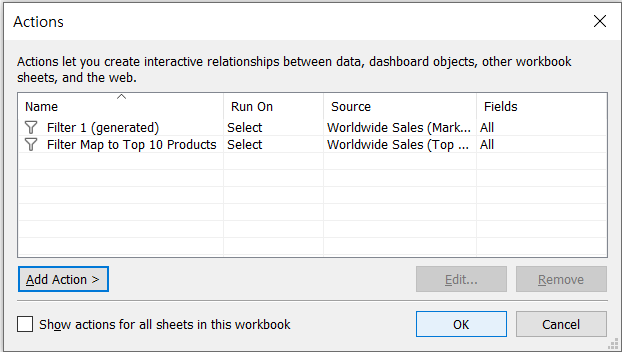 Actions
Actions let you create interactive relationships between data, dashboard objects, other workbook
sheets, and the web.
Name Run On Source Fields
Filter 1 (generated) Select Worldwide Sales (Mark... All
Filter Map to Top 10 Products Select Worldwide Sales (Top ... All
Add Action > Edit... Remove
Show actions for all sheets in this workbook OK Cancel